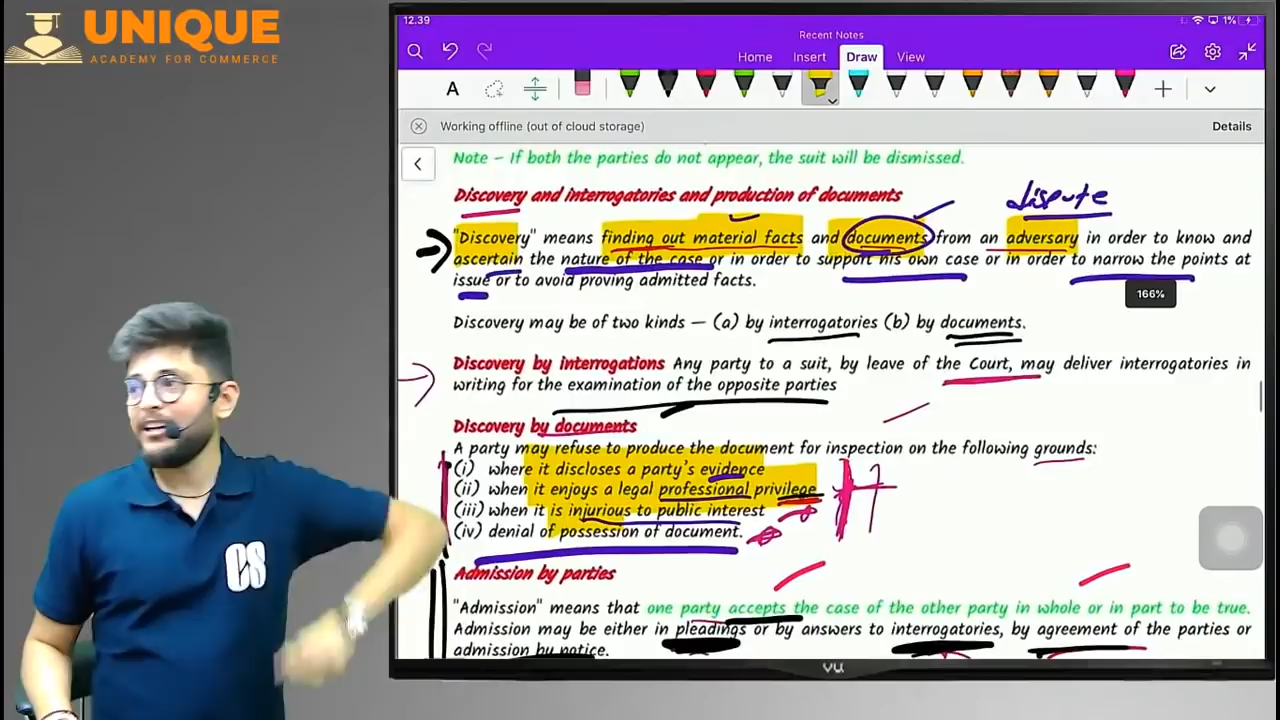 UNIQUE
ACADEMY FOR COMMERCE
12.39
1%
Recent Notes
Home Insert Draw View
A
Working offline (out of cloud storage) Details
Note – If both the parties do not appear, the suit will be dismissed.
Discovery and interrogatories and production of documents
dispute
"Discovery" means finding out material facts and documents from an adversary in order to know and
ascertain the nature of the case or in order to support his own case or in order to narrow the points at
issue or to avoid proving admitted facts.
166%
Discovery may be of two kinds — (a) by interrogatories (b) by documents.
Discovery by interrogations Any party to a suit, by leave of the Court, may deliver interrogatories in
writing for the examination of the opposite parties
Discovery by documents
A party may refuse to produce the document for inspection on the following grounds:
(i) where it discloses a party's evidence
(ii) when it enjoys a legal professional privilege
(iii) when it is injurious to public interest
(iv) denial of possession of document.
Admission by parties
"Admission" means that one party accepts the case of the other party in whole or in part to be true.
Admission may be either in pleadings or by answers to interrogatories, by agreement of the parties or
admission by notice.
CS
VU